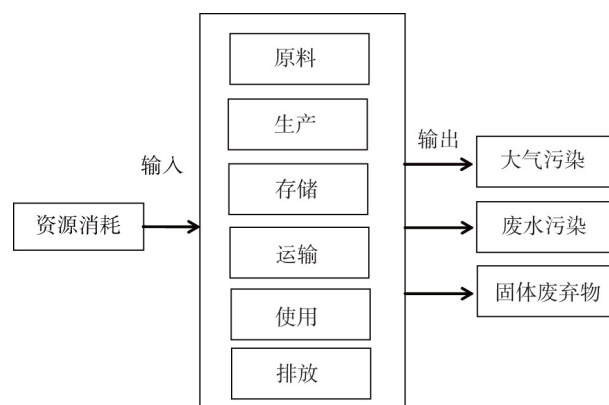 原料
生产
输出
输入
大气污染
存储
资源消耗
废水污染
运输
固体废弃物
使用
排放